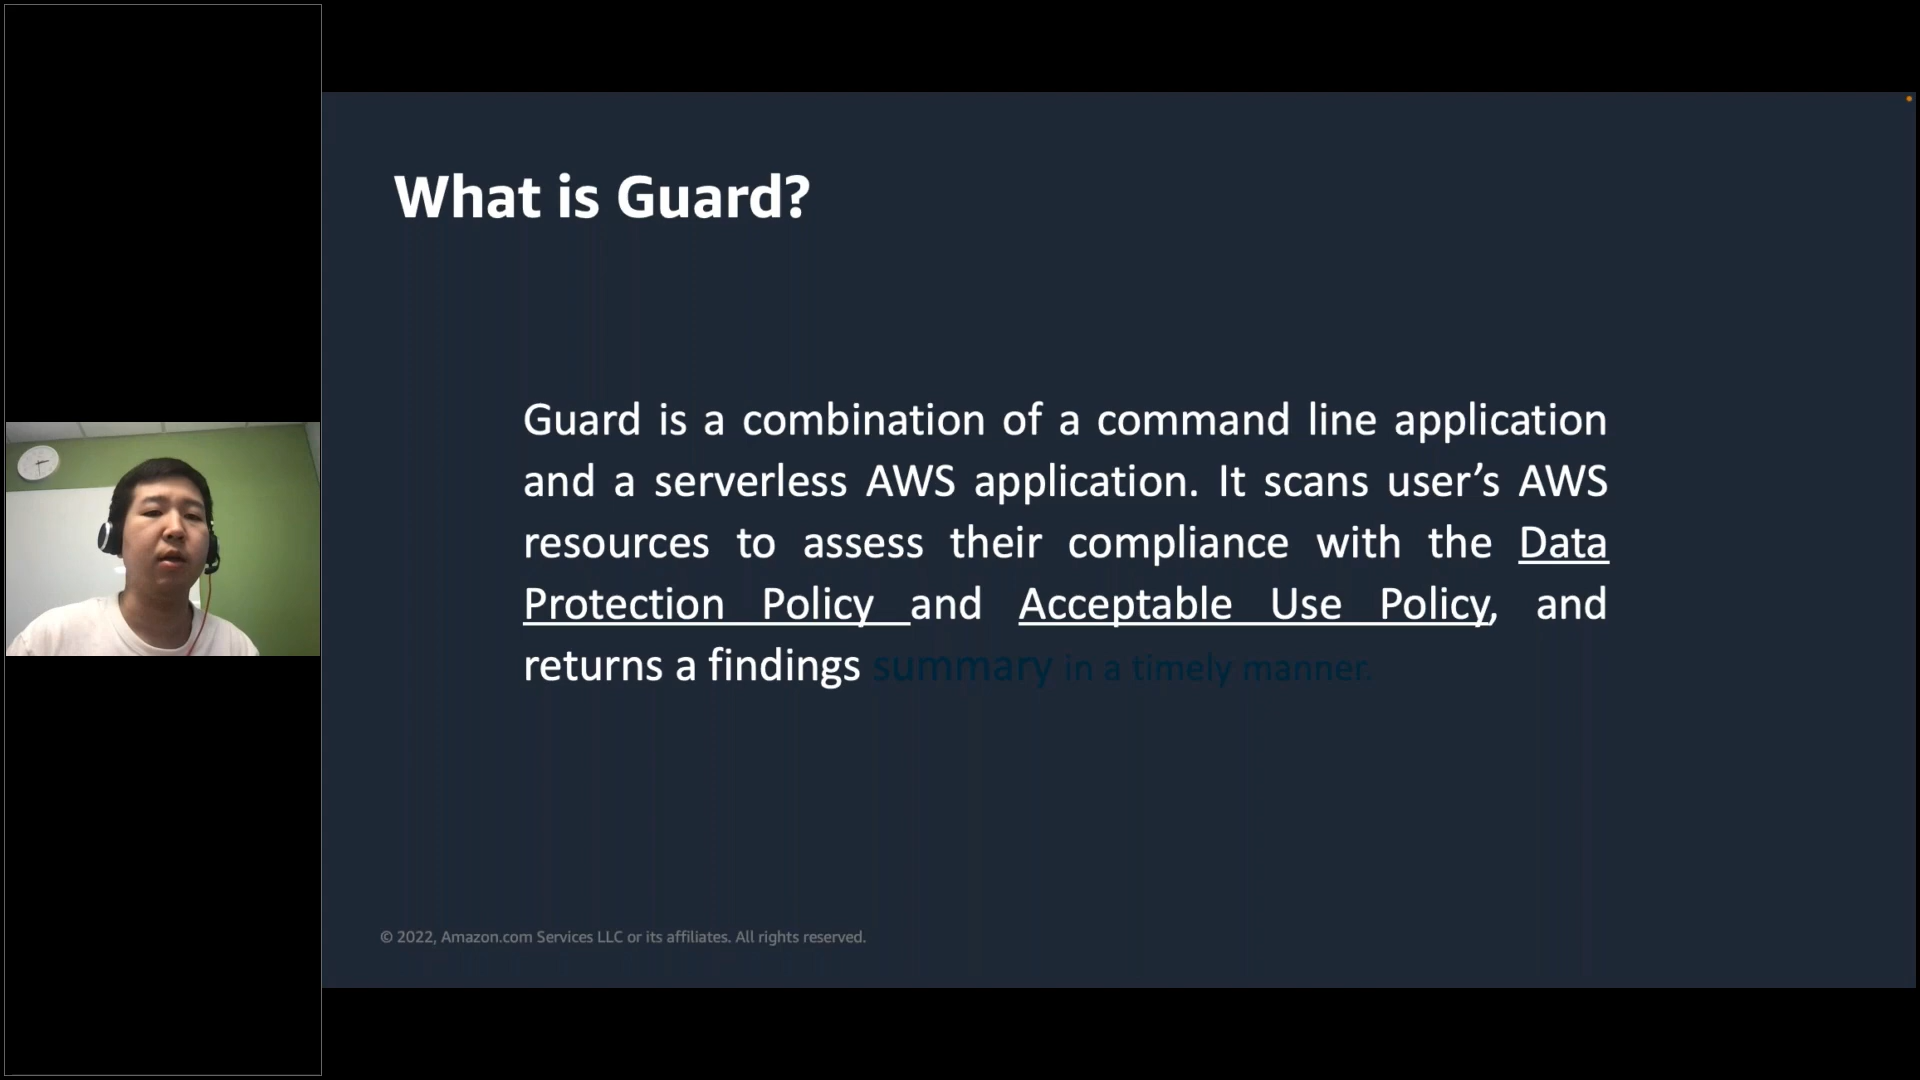 What is Guard?
Guard is a combination of a command line application
and a serverless AWS application. It scans user’s AWS
resources to assess their compliance with the Data
Protection Policy and Acceptable Use Policy, and
returns a findings summary in a timely manner.
© 2022, Amazon.com Services LLC or its affiliates. All rights reserved.